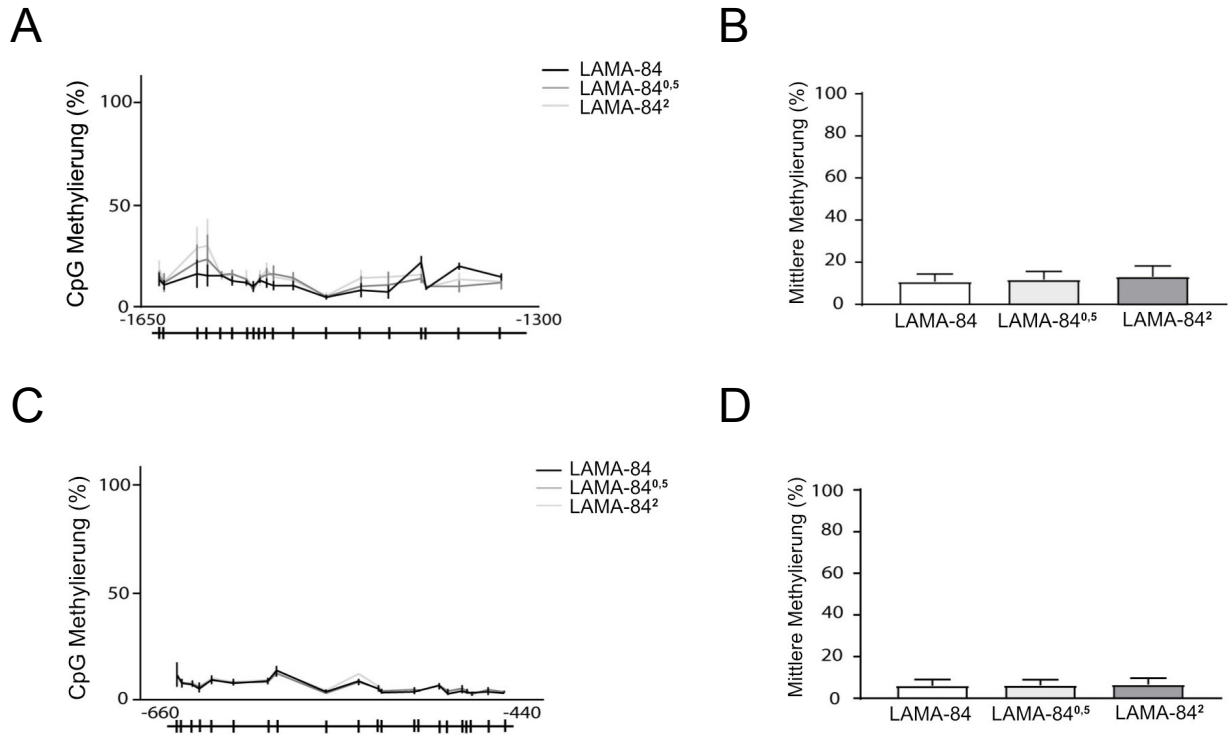 A
CpG Methylierung (%)
100
50
0
-1650
-1300
LAMA-84
LAMA-84⁰,⁵
LAMA-84²
B
Mittlere Methylierung (%)
100
80
60
40
20
0
LAMA-84
LAMA-84⁰,⁵
LAMA-84²
C
CpG Methylierung (%)
100
50
0
-660
-440
LAMA-84
LAMA-84⁰,⁵
LAMA-84²
D
Mittlere Methylierung (%)
100
80
60
40
20
0
LAMA-84
LAMA-84⁰,⁵
LAMA-84²